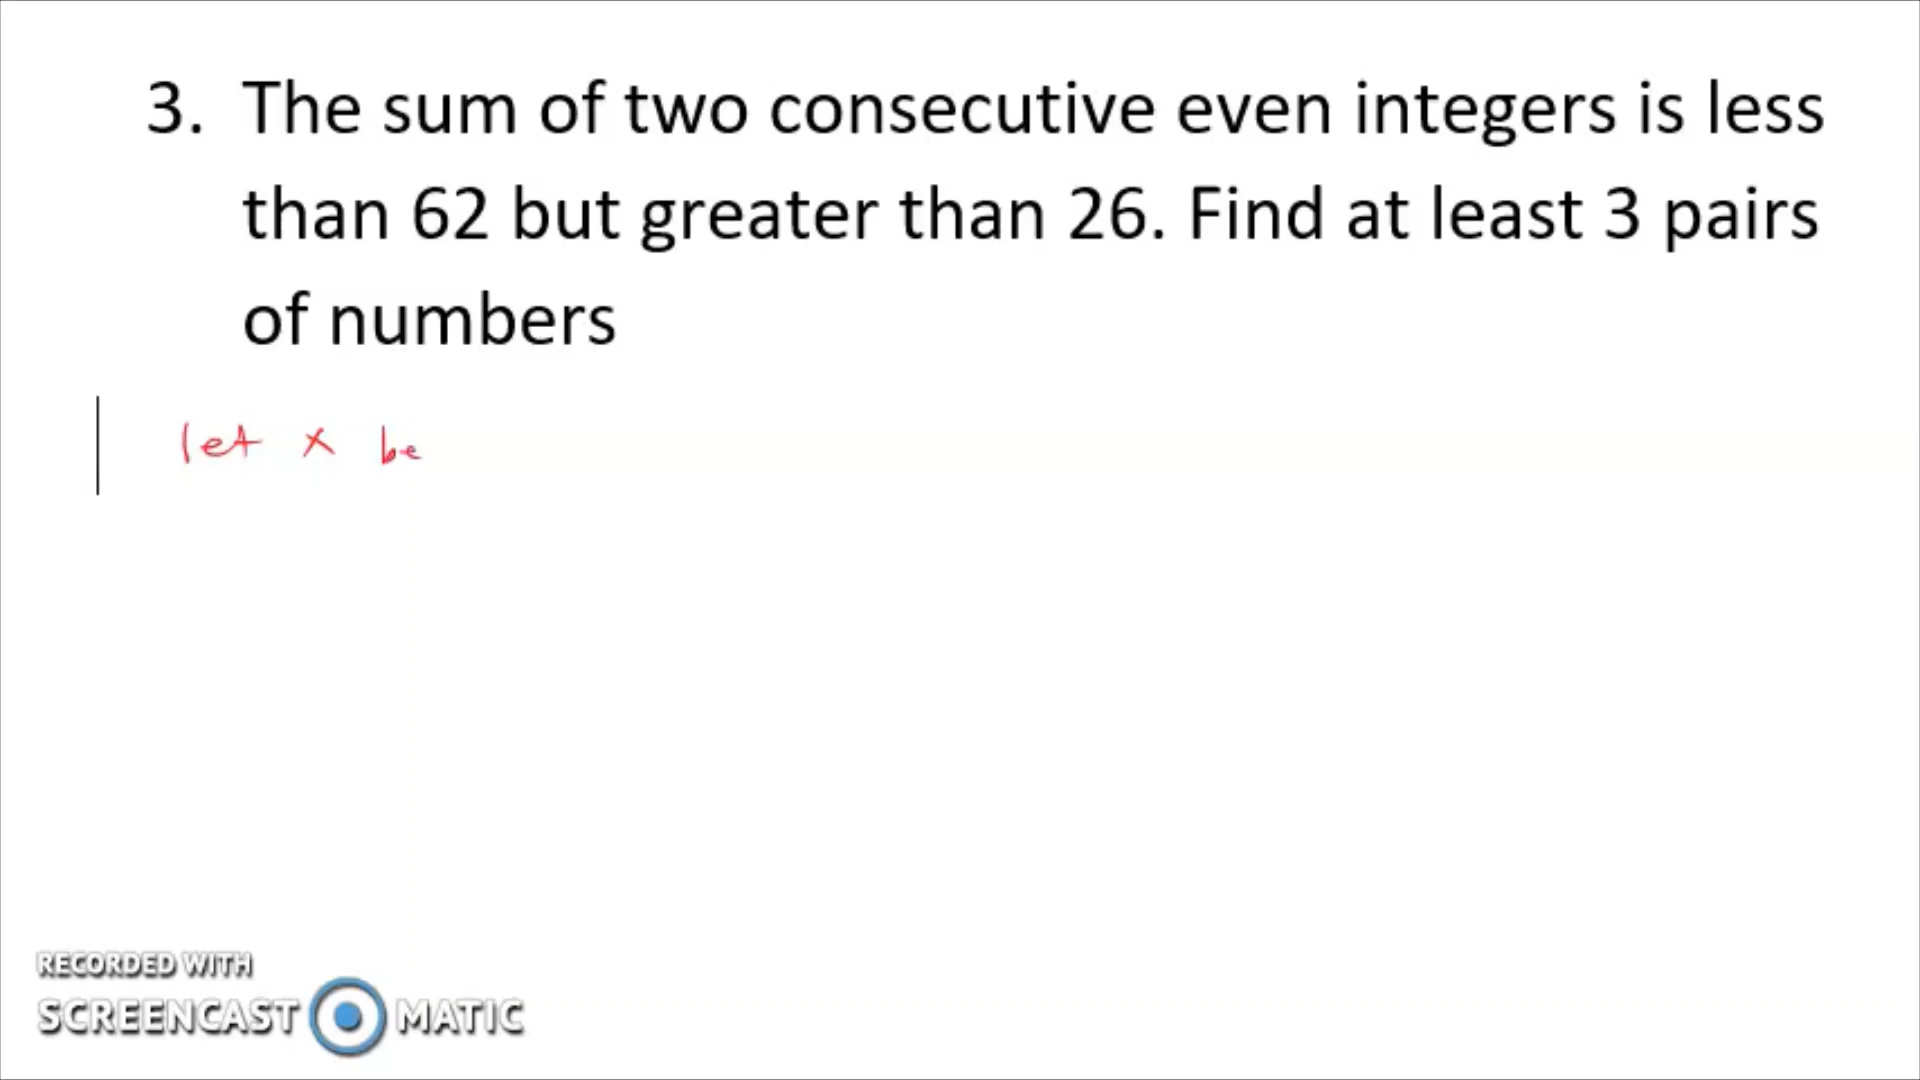 3. The sum of two consecutive even integers is less
than 62 but greater than 26. Find at least 3 pairs
of numbers
let x be
RECORDED WITH
SCREENCAST MATIC